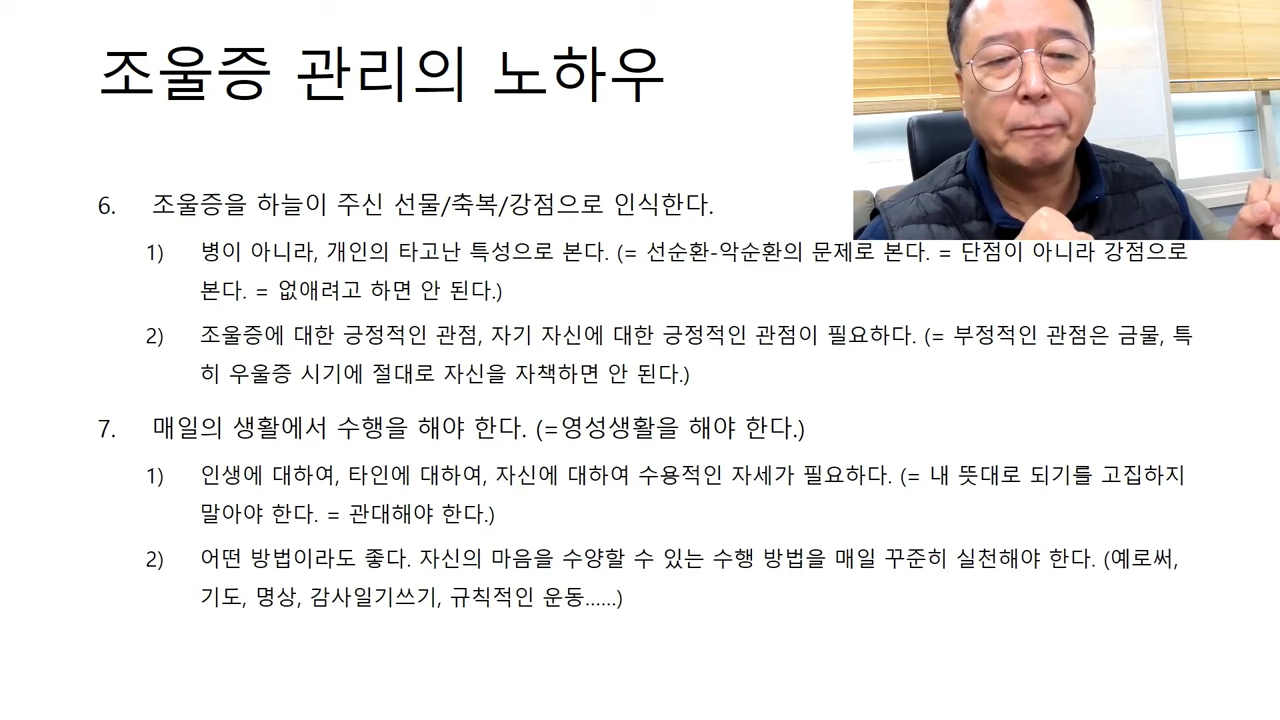 조울증 관리의 노하우
6. 조울증을 하늘이 주신 선물/축복/강점으로 인식한다.
1) 병이 아니라, 개인의 타고난 특성으로 본다. (= 선순환-악순환의 문제로 본다. = 단점이 아니라 강점으로
본다. = 없애려고 하면 안 된다.)
2) 조울증에 대한 긍정적인 관점, 자기 자신에 대한 긍정적인 관점이 필요하다. (= 부정적인 관점은 금물, 특
히 우울증 시기에 절대로 자신을 자책하면 안 된다.)
7. 매일의 생활에서 수행을 해야 한다. (=영성생활을 해야 한다.)
1) 인생에 대하여, 타인에 대하여, 자신에 대하여 수용적인 자세가 필요하다. (= 내 뜻대로 되기를 고집하지
말아야 한다. = 관대해야 한다.)
2) 어떤 방법이라도 좋다. 자신의 마음을 수양할 수 있는 수행 방법을 매일 꾸준히 실천해야 한다. (예로써,
기도, 명상, 감사일기쓰기, 규칙적인 운동……)